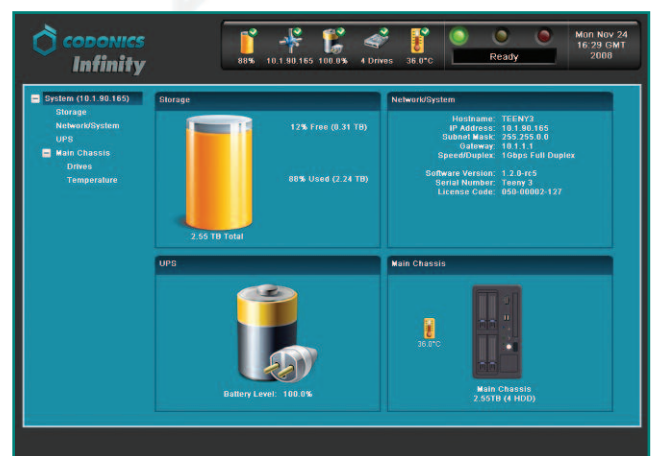 CODONICS
Infinity
88%
10.1.90.165
100.0%
4 Drives
36.0°C
Ready
Mon Nov 24
16:29 GMT
2008
System (10.1.90.165)
Storage
Network/System
UPS
Main Chassis
Drives
Temperature
Storage
12% Free (0.31 TB)
88% Used (2.24 TB)
2.55 TB Total
Network/System
Hostname: TEENY3
IP Address: 10.1.90.165
Subnet Mask: 255.255.0.0
Gateway: 10.1.1.1
Speed/Duplex: 1Gbps Full Duplex
Software Version: 1.2.0-rc5
Serial Number: Teeny 3
License Code: 050-00002-127
UPS
Battery Level: 100.0%
Main Chassis
36.0°C
Main Chassis
2.55TB (4 HDD)